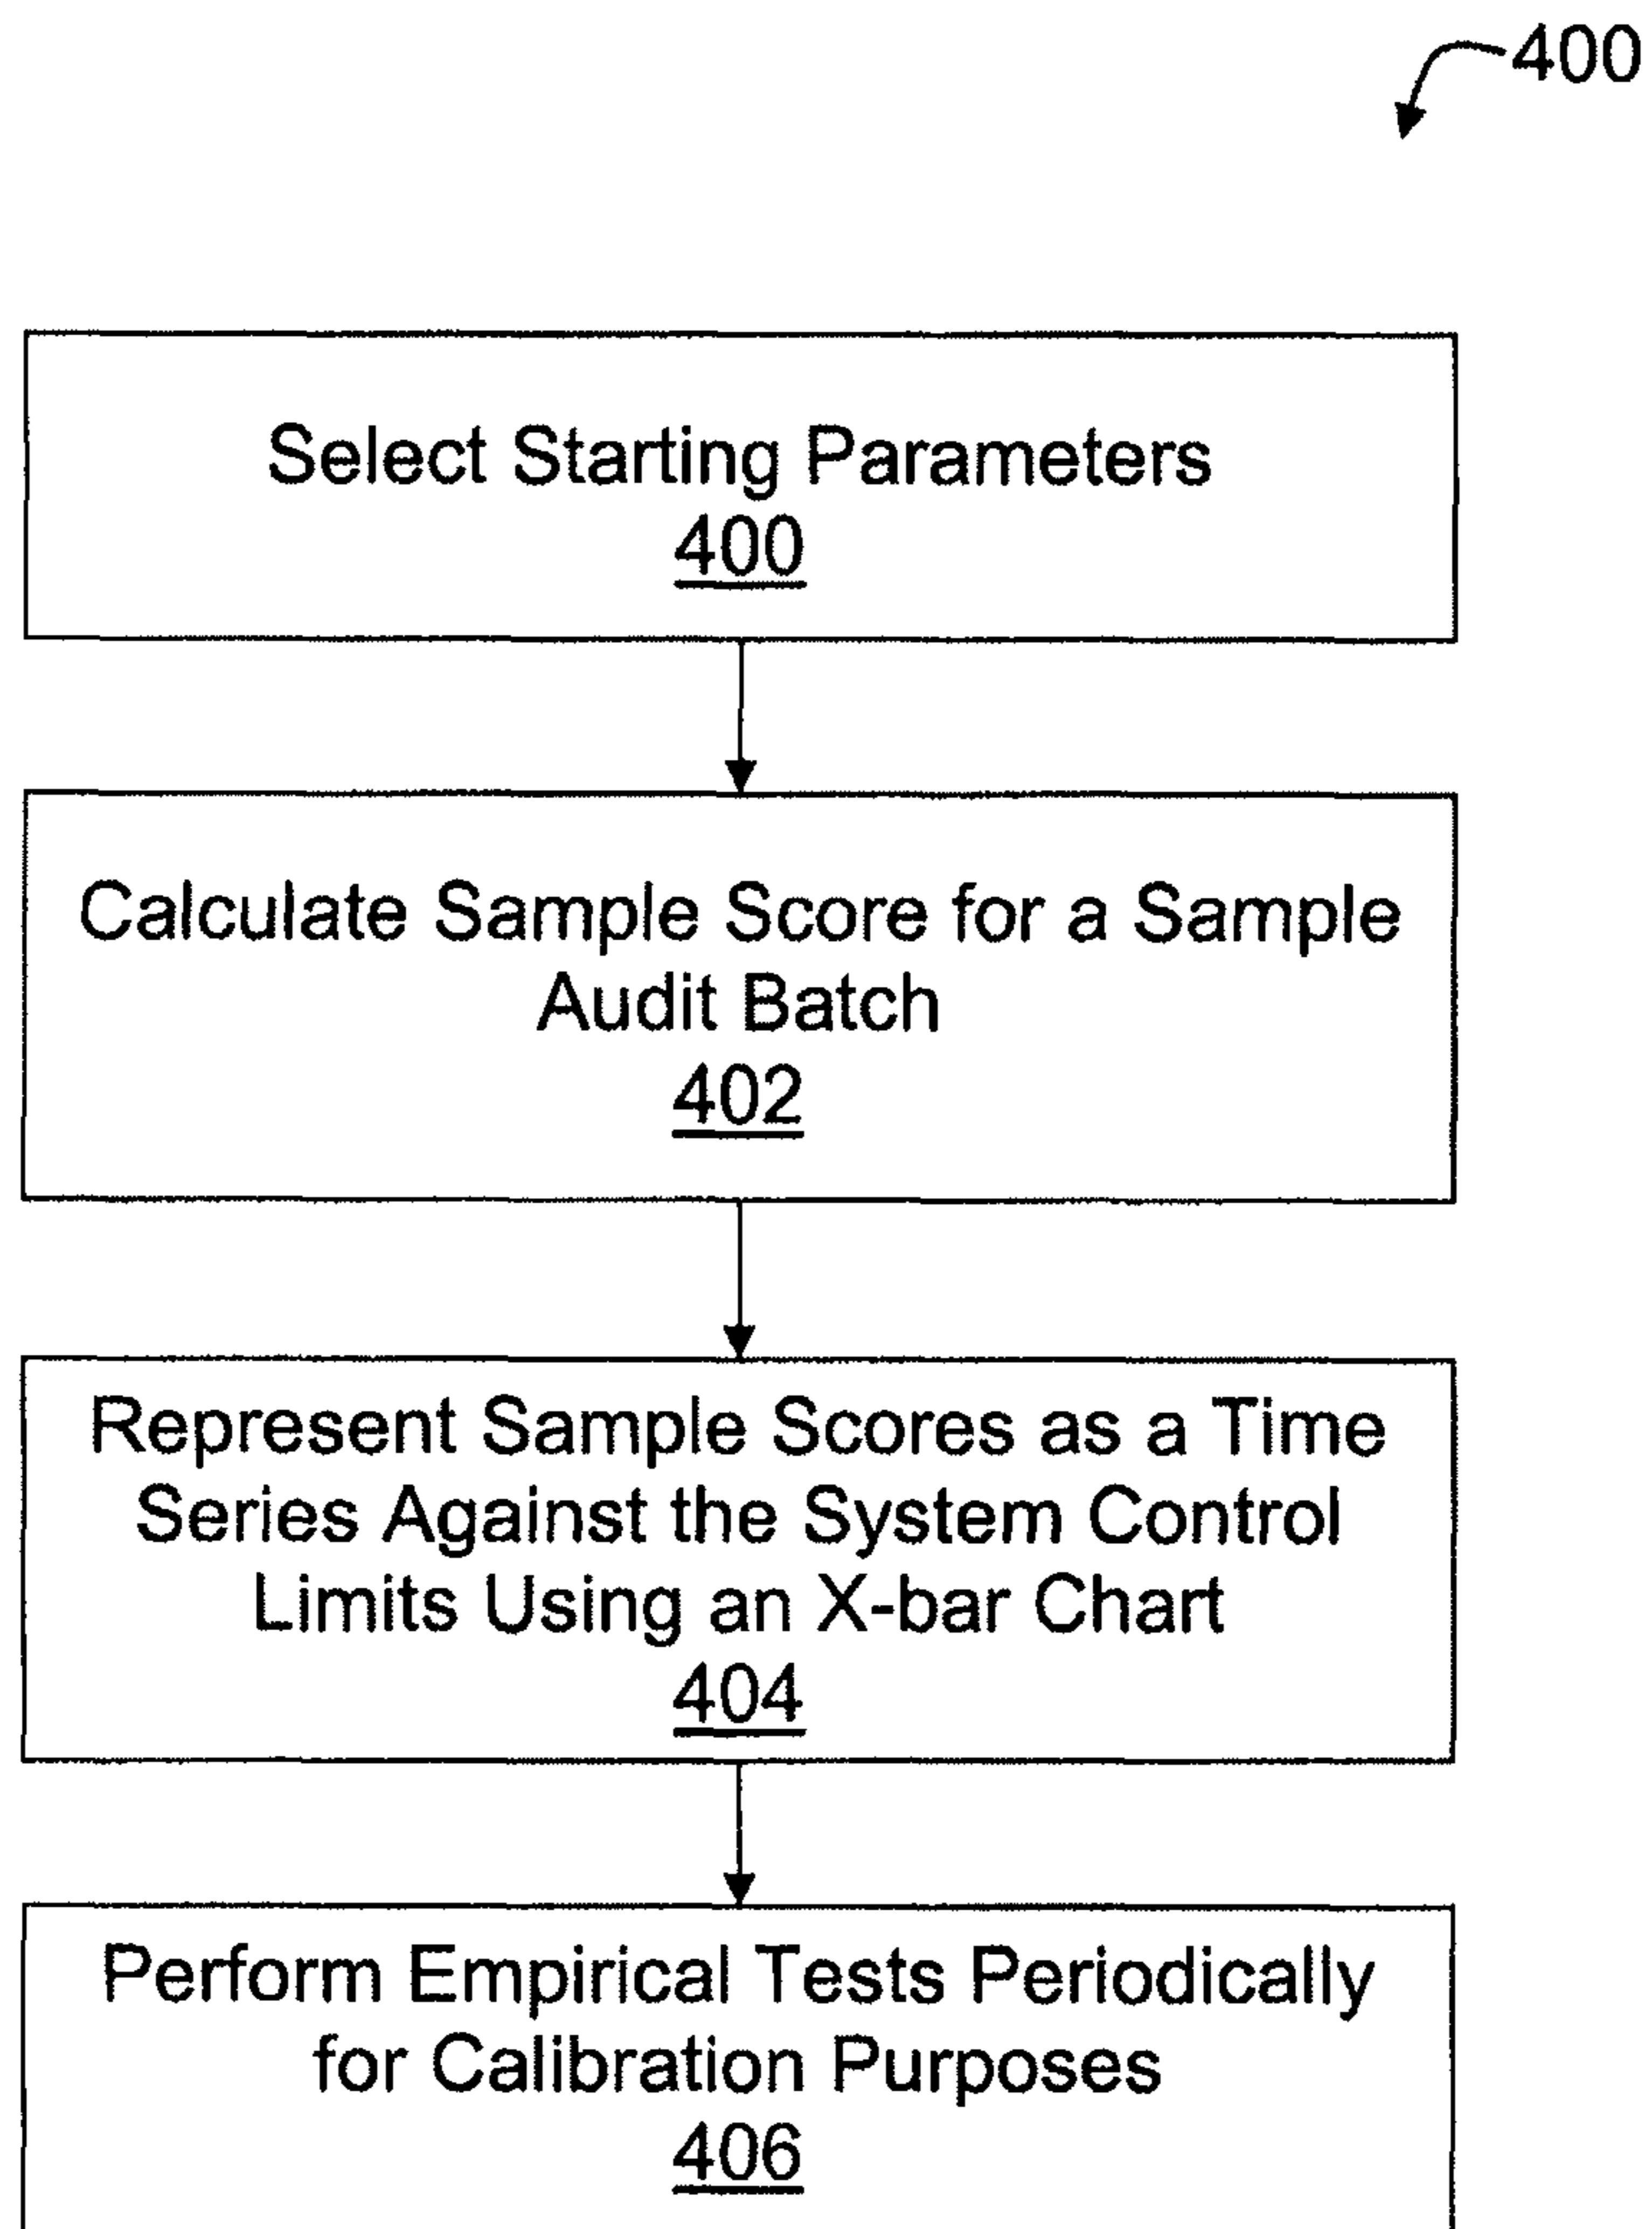 400
Select Starting Parameters
400
Calculate Sample Score for a Sample
Audit Batch
402
Represent Sample Scores as a Time
Series Against the System Control
Limits Using an X-bar Chart
404
Perform Empirical Tests Periodically
for Calibration Purposes
406